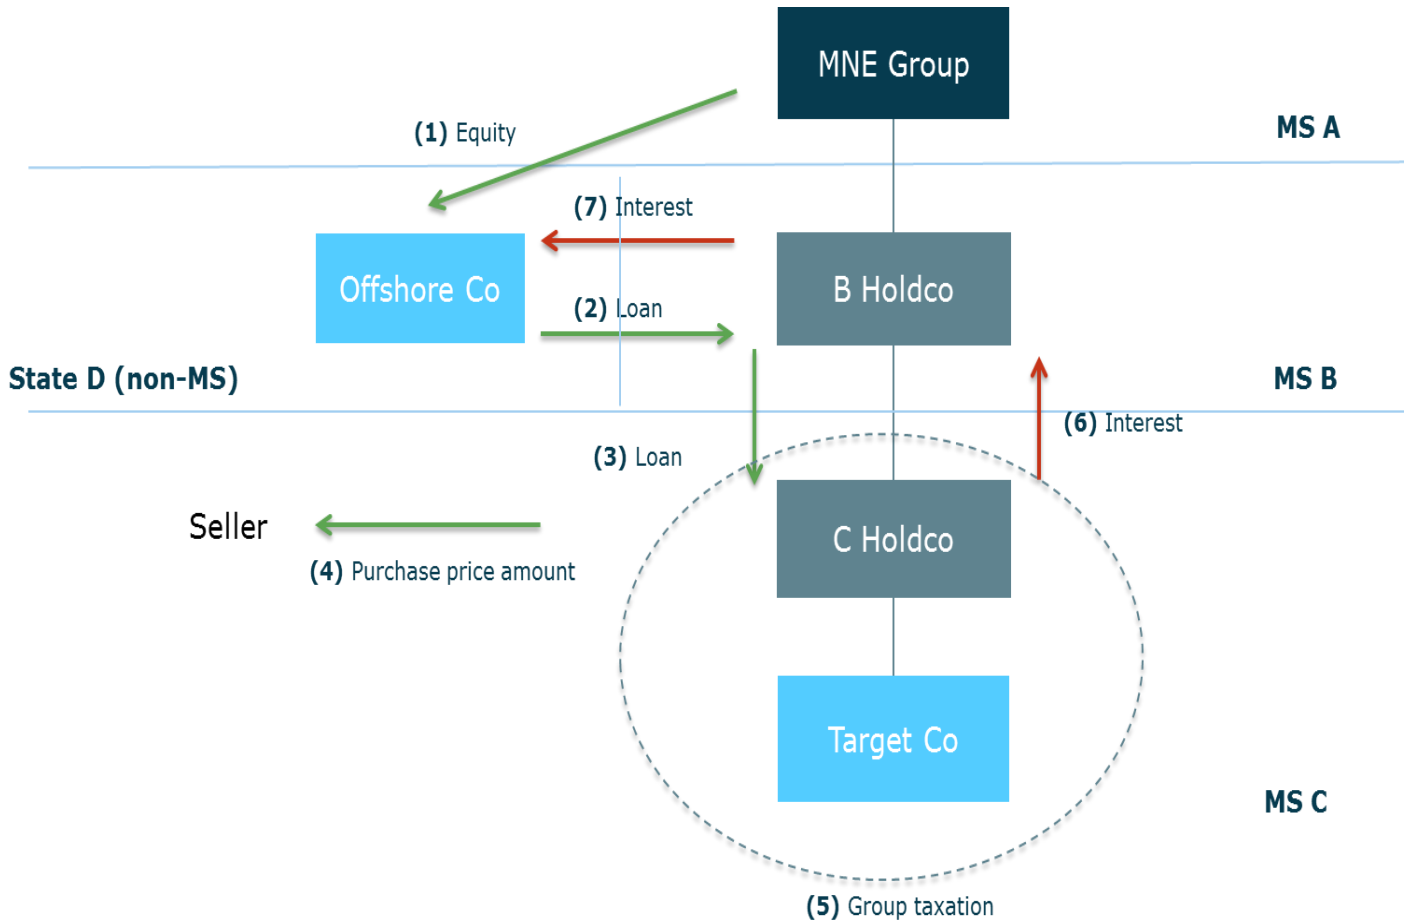 MNE Group
(1) Equity
MS A
(7) Interest
Offshore Co
B Holdco
(2) Loan
State D (non-MS)
MS B
(6) Interest
(3) Loan
Seller
C Holdco
(4) Purchase price amount
Target Co
MS C
(5) Group taxation